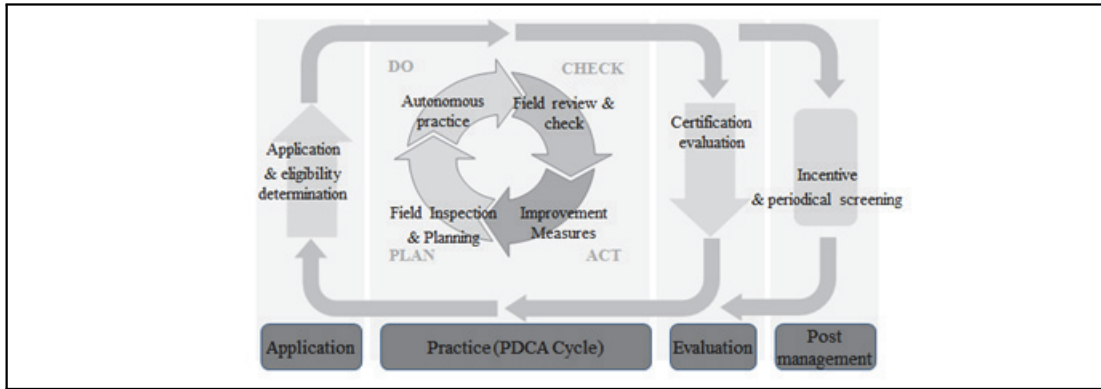 DO
CHECK
Autonomous
practice
Field review &
check
Application
& eligibility
determination
Certification
evaluation
Incentive
& periodical screening
Field Inspection
& Planning
Improvement
Measures
PLAN
ACT
Application
Practice (PDCA Cycle)
Evaluation
Post
management